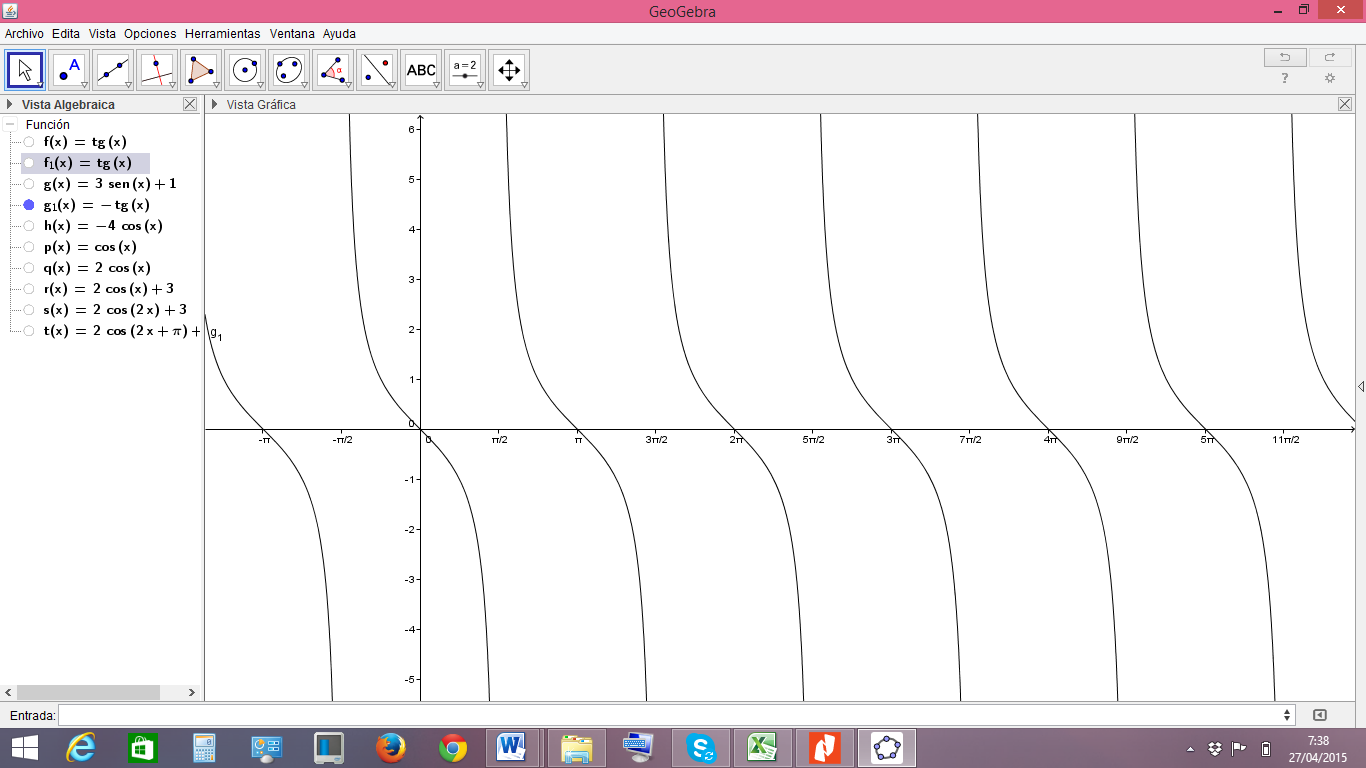 GeoGebra
Archivo Edita Vista Opciones Herramientas Ventana Ayuda
A α ABC a = 2
?
Vista Algebraica
Vista Gráfica
Función
f(x) = tg (x)
f₁(x) = tg (x)
g(x) = 3 sen (x) + 1
g₁(x) = − tg (x)
h(x) = −4 cos (x)
p(x) = cos (x)
q(x) = 2 cos (x)
r(x) = 2 cos (x) + 3
s(x) = 2 cos (2 x) + 3
t(x) = 2 cos (2 x + π) +
6
5
4
3
2
g₁
1
0
-π -π/2 0 π/2 π 3π/2 2π 5π/2 3π 7π/2 4π 9π/2 5π 11π/2
-1
-2
-3
-4
-5
Entrada:
7:38
27/04/2015